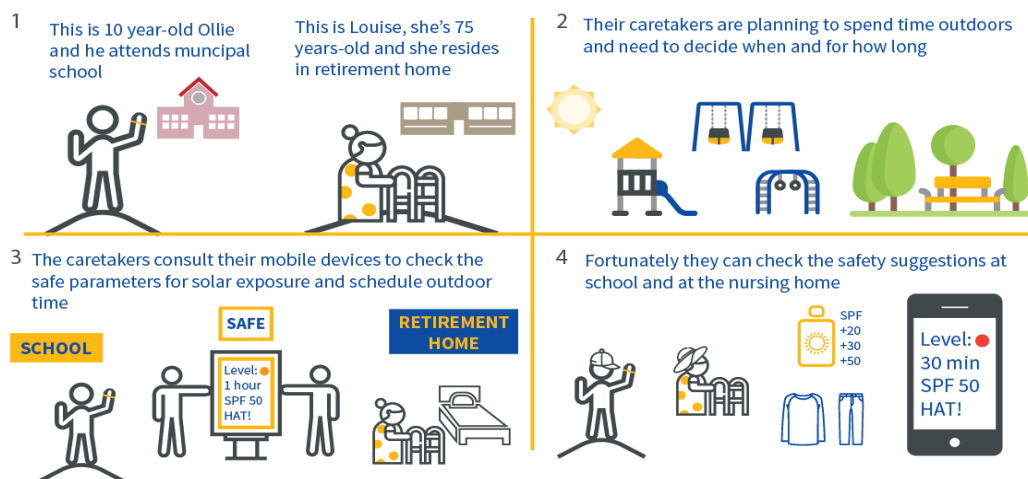 1
This is 10 year-old Ollie
and he attends muncipal
school
This is Louise, she's 75
years-old and she resides
in retirement home
2
Their caretakers are planning to spend time outdoors
and need to decide when and for how long
3
The caretakers consult their mobile devices to check the
safe parameters for solar exposure and schedule outdoor
time
SCHOOL
SAFE
Level:
1 hour
SPF 50
HAT!
RETIREMENT
HOME
4
Fortunately they can check the safety suggestions at
school and at the nursing home
SPF
+20
+30
+50
Level:
30 min
SPF 50
HAT!